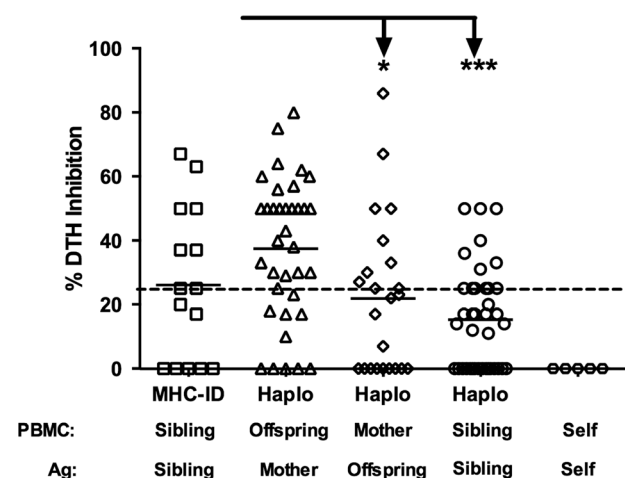 * ***
% DTH Inhibition
100
80
60
40
20
0
MHC-ID Haplo Haplo Haplo
PBMC: Sibling Offspring Mother Sibling Self
Ag: Sibling Mother Offspring Sibling Self